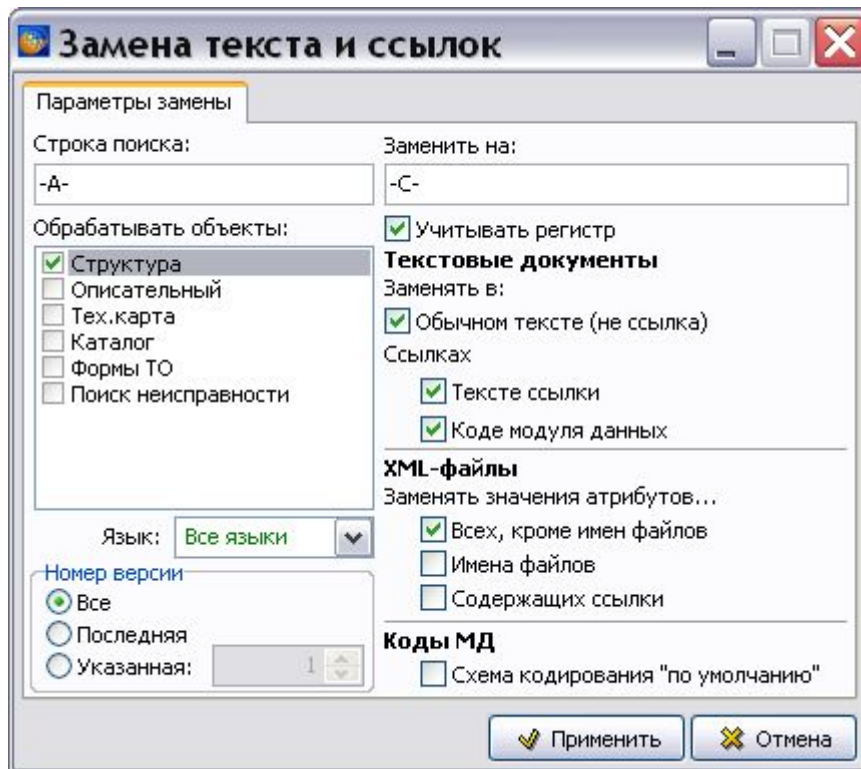 Замена текста и ссылок
Параметры замены
Строка поиска:
-А-
Обрабатывать объекты:
Структура
Описательный
Тех.карта
Каталог
Формы ТО
Поиск неисправности
Язык: Все языки
Номер версии
Все
Последняя
Указанная: 1
Заменить на:
-С-
Учитывать регистр
Текстовые документы
Заменять в:
Обычном тексте (не ссылка)
Ссылках
Тексте ссылки
Коде модуля данных
XML-файлы
Заменять значения атрибутов...
Всех, кроме имен файлов
Имена файлов
Содержащих ссылки
Коды МД
Схема кодирования "по умолчанию"
Применить
Отмена